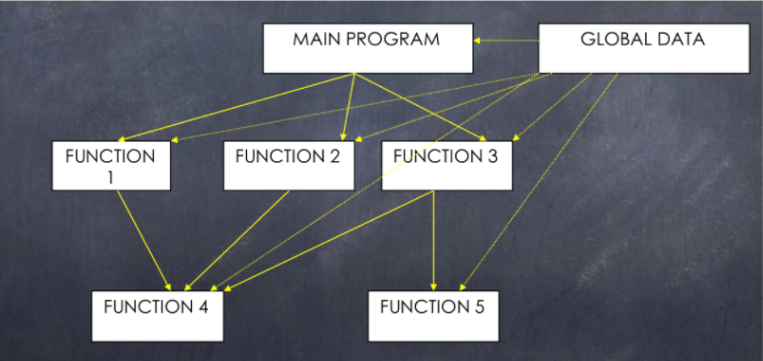 MAIN PROGRAM
GLOBAL DATA
FUNCTION
1
FUNCTION 2
FUNCTION 3
FUNCTION 4
FUNCTION 5